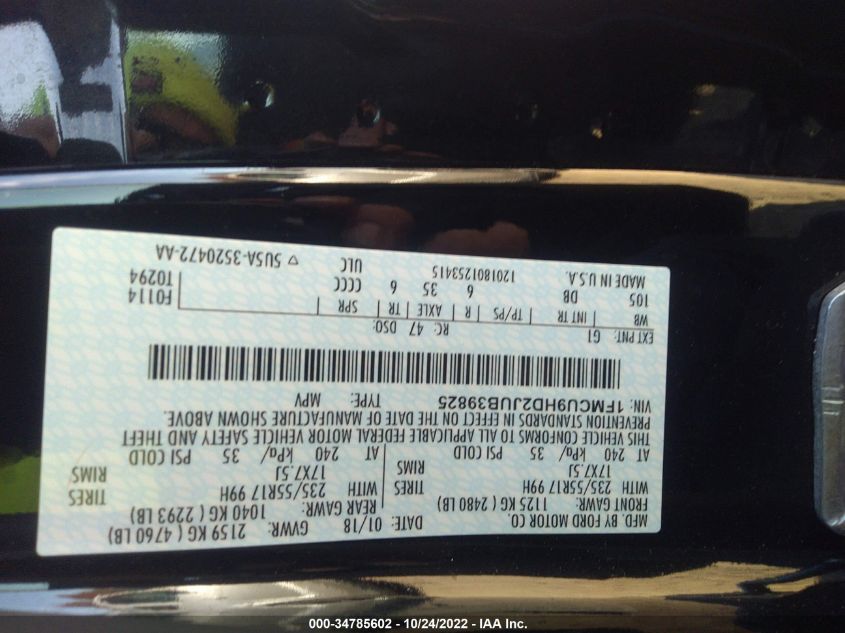 MFD. BY FORD MOTOR CO.
DATE: 01/18 GVWR: 2159 KG ( 4760 LB)
FRONT GAWR: 1125 KG ( 2480 LB) REAR GAWR: 1040 KG ( 2293 LB)
WITH 235/55R17 99H TIRES WITH 235/55R17 99H TIRES
17X7.5J RIMS 17X7.5J RIMS
AT 240 kPa/ 35 PSI COLD AT 240 kPa/ 35 PSI COLD
THIS VEHICLE CONFORMS TO ALL APPLICABLE FEDERAL MOTOR VEHICLE SAFETY AND THEFT
PREVENTION STANDARDS IN EFFECT ON THE DATE OF MANUFACTURE SHOWN ABOVE.
VIN: 1FMCU9HD2JUB39825 TYPE: MPV
EXT PNT: G1 RC: 47 DSO: F0114
WB INT TR TP/PS R AXLE TR SPR T0294
105 DB 6 35 6 CCCC
MADE IN U.S.A. 120180125341​5 ULC 5U5A-3520472-AA
000-34785602 - 10/24/2022 - IAA Inc.